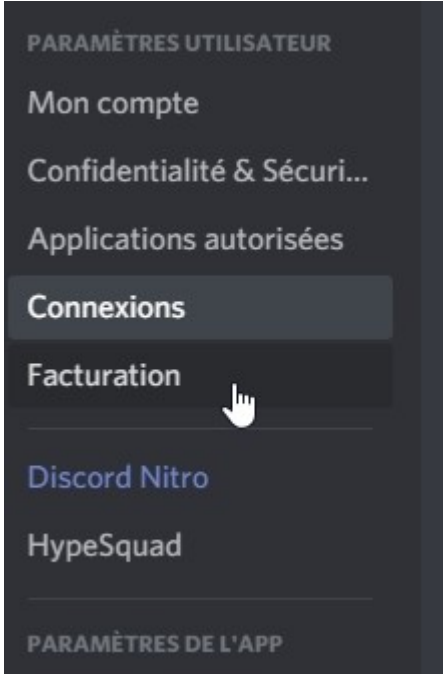 PARAMÈTRES UTILISATEUR
Mon compte
Confidentialité & Sécuri...
Applications autorisées
Connexions
Facturation
Discord Nitro
HypeSquad
PARAMÈTRES DE L'APP